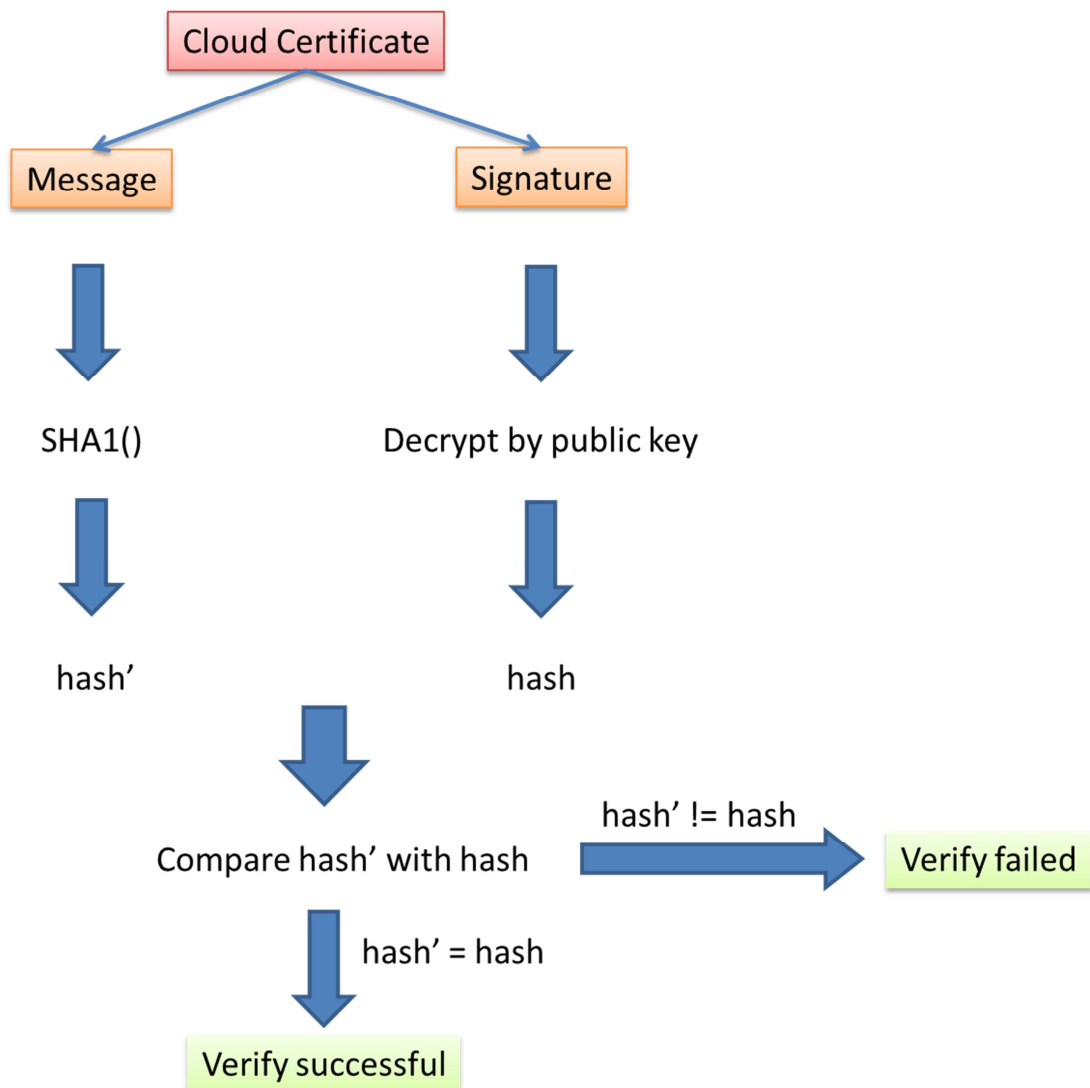 Cloud Certificate
Message
Signature
SHA1()
Decrypt by public key
hash’
hash
hash’ != hash
Compare hash’ with hash
Verify failed
hash’ = hash
Verify successful